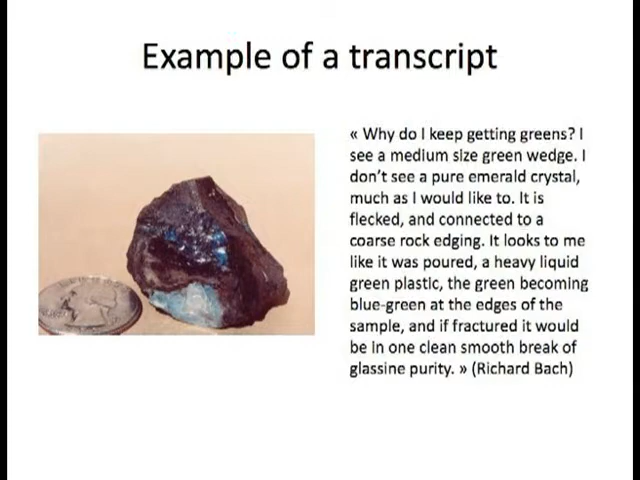 Example of a transcript
« Why do I keep getting greens? I
see a medium size green wedge. I
don't see a pure emerald crystal,
much as I would like to. It is
flecked, and connected to a
coarse rock edging. It looks to me
like it was poured, a heavy liquid
green plastic, the green becoming
blue-green at the edges of the
sample, and if fractured it would
be in one clean smooth break of
glassine purity. » (Richard Bach)